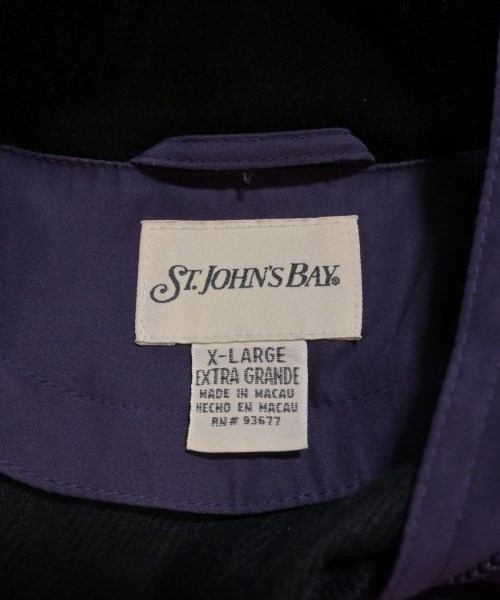 ST. JOHN'S BAY®
X-LARGE
EXTRA GRANDE
MADE IN MACAU
HECHO EN MACAU
RN# 93677